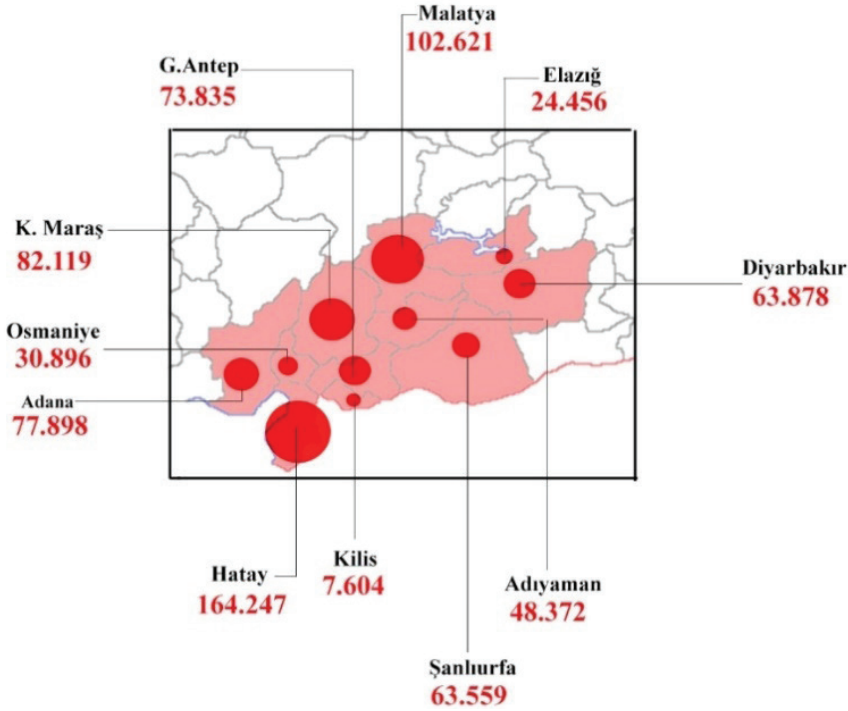 Malatya
102.621
G.Antep
73.835
Elazığ
24.456
K. Maraş
82.119
Diyarbakır
63.878
Osmaniye
30.896
Adana
77.898
Hatay
164.247
Kilis
7.604
Adıyaman
48.372
Şanlıurfa
63.559